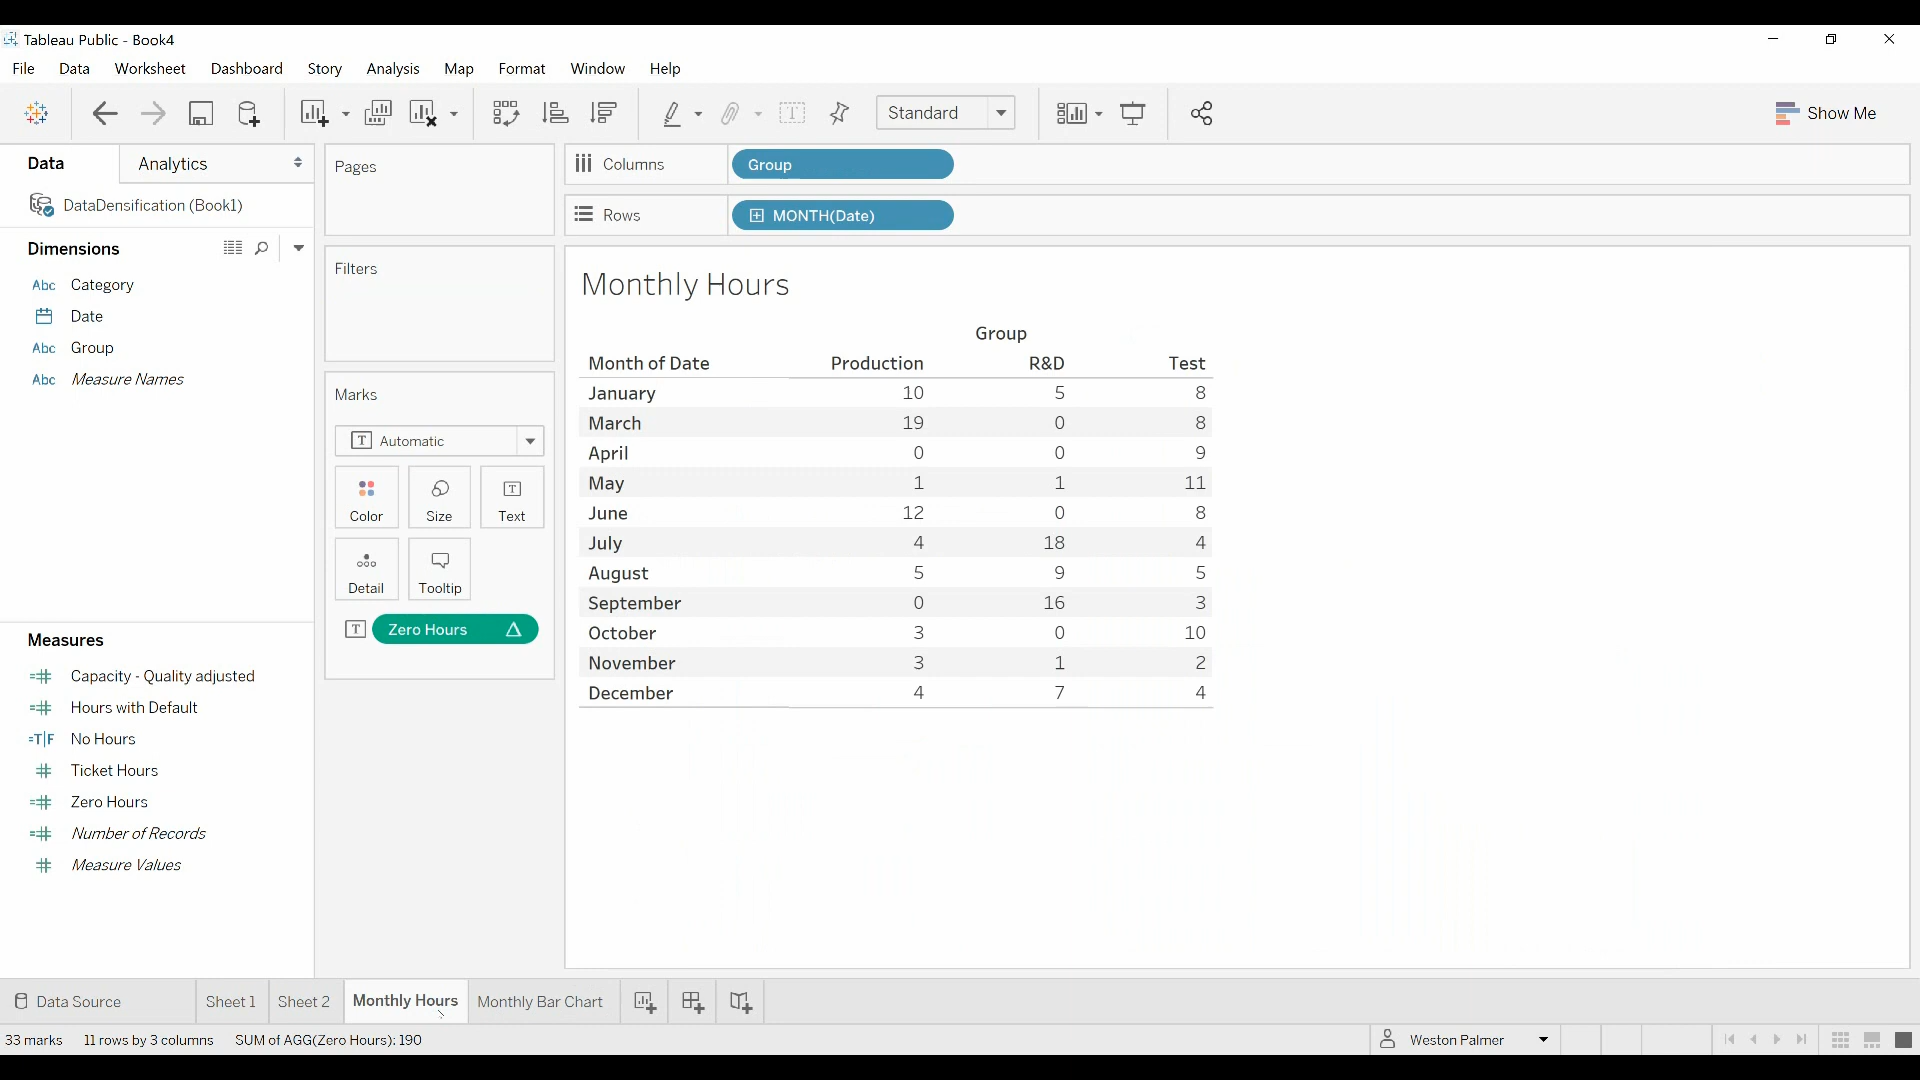 Tableau Public - Book4
File Data Worksheet Dashboard Story Analysis Map Format Window Help
Standard
Show Me
Data Analytics
DataDensification (Book1)
Dimensions
Abc Category
Date
Abc Group
Abc Measure Names
Measures
Capacity - Quality adjusted
Hours with Default
=T|F No Hours
Ticket Hours
Zero Hours
Number of Records
Measure Values
Pages
Filters
Marks
Automatic
Color Size Text
Detail Tooltip
Zero Hours
Columns Group
Rows MONTH(Date)
Monthly Hours
Group
Month of Date Production R&D Test
January 10 5 8
March 19 0 8
April 0 0 9
May 1 1 11
June 12 0 8
July 4 18 4
August 5 9 5
September 0 16 3
October 3 0 10
November 3 1 2
December 4 7 4
Data Source Sheet 1 Sheet 2 Monthly Hours Monthly Bar Chart
33 marks 11 rows by 3 columns SUM of AGG(Zero Hours): 190
Weston Palmer